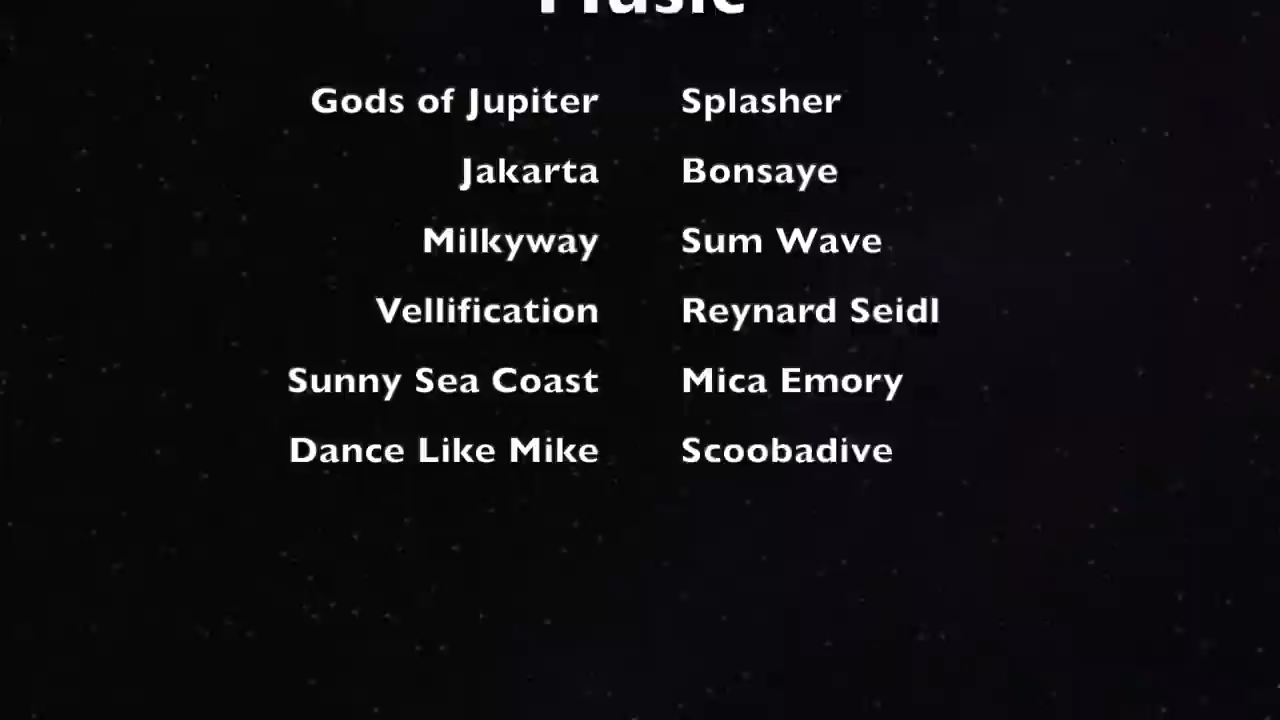 Music
Gods of Jupiter Splasher
Jakarta Bonsaye
Milkyway Sum Wave
Vellification Reynard Seidl
Sunny Sea Coast Mica Emory
Dance Like Mike Scoobadive